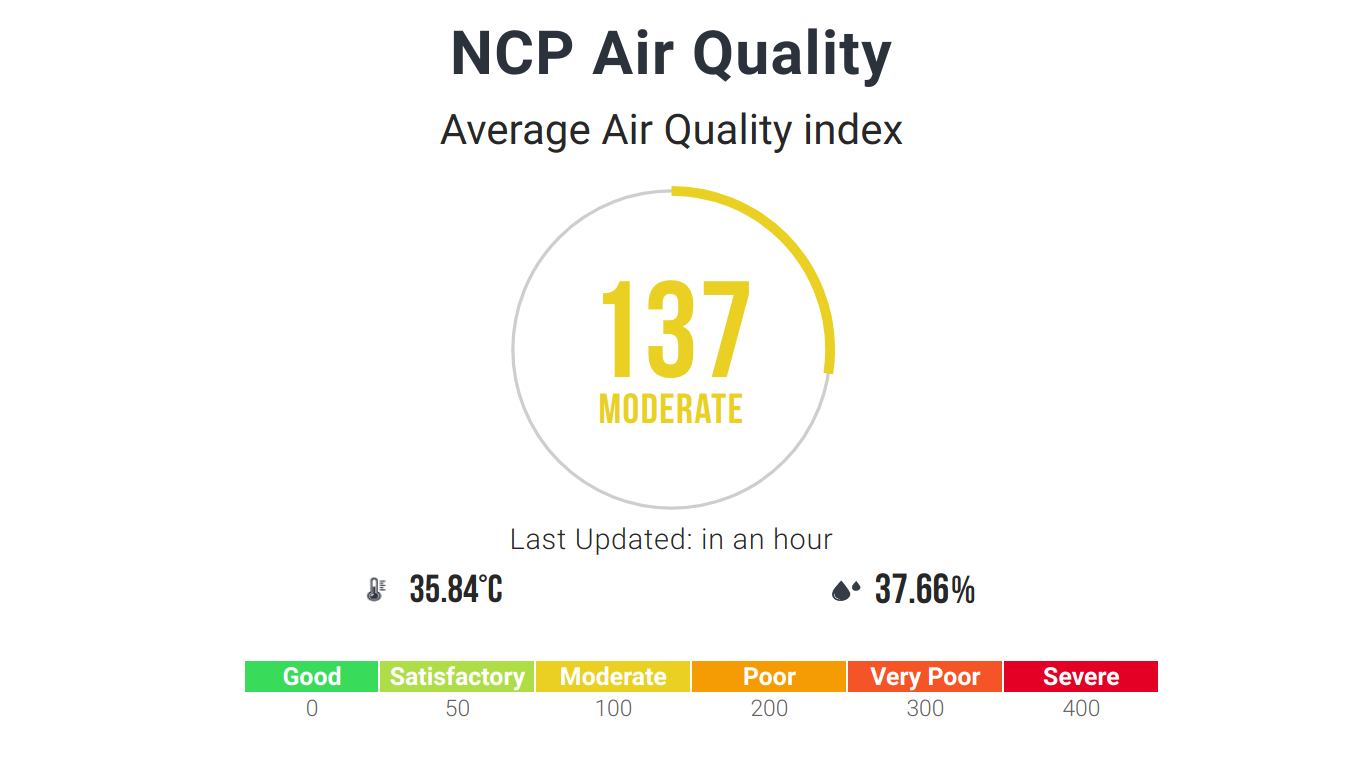 NCP Air Quality
Average Air Quality index
137
MODERATE
Last Updated: in an hour
35.84°C 37.66%
Good Satisfactory Moderate Poor Very Poor Severe
0 50 100 200 300 400